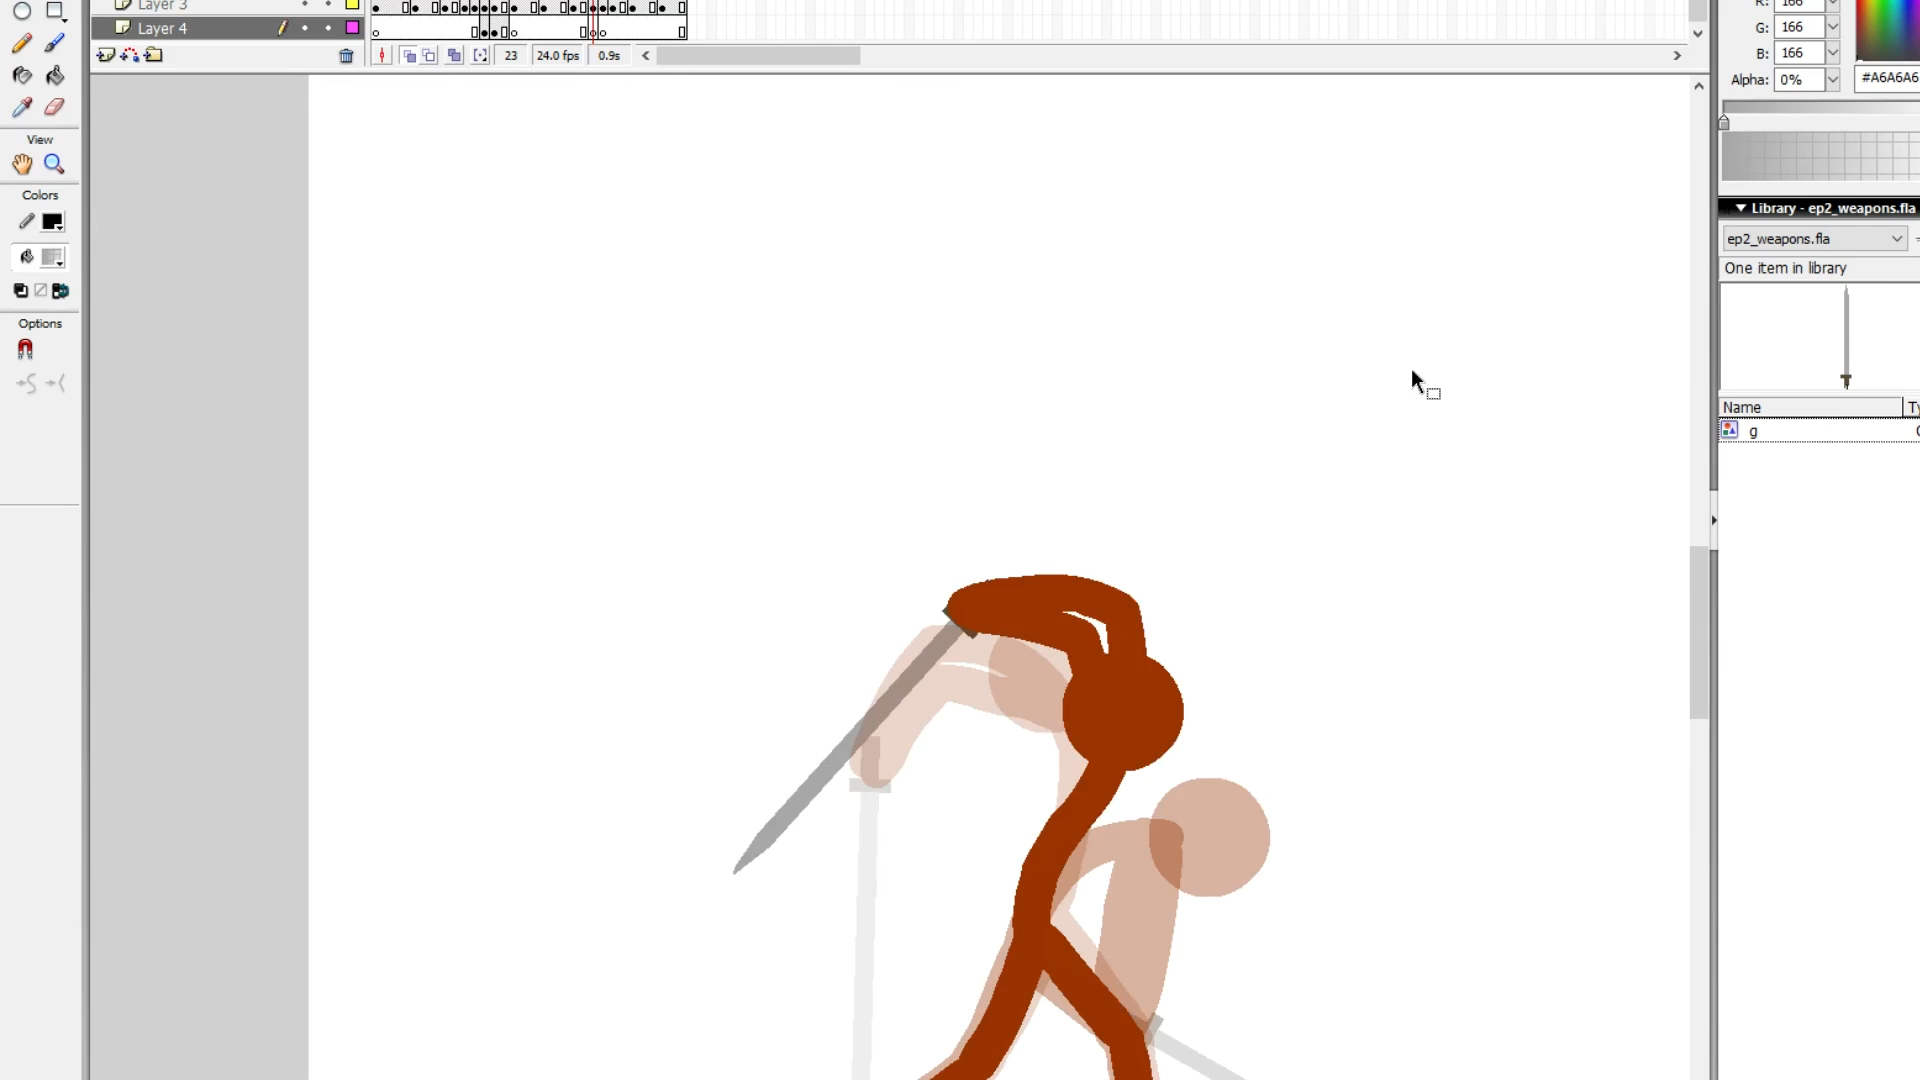 Layer 3
R: 166
Layer 4
G: 166
23 24.0 fps 0.9s
B: 166
Alpha: 0% #A6A6A6
View
Colors
Library - ep2_weapons.fla
ep2_weapons.fla
One item in library
Options
Name
g